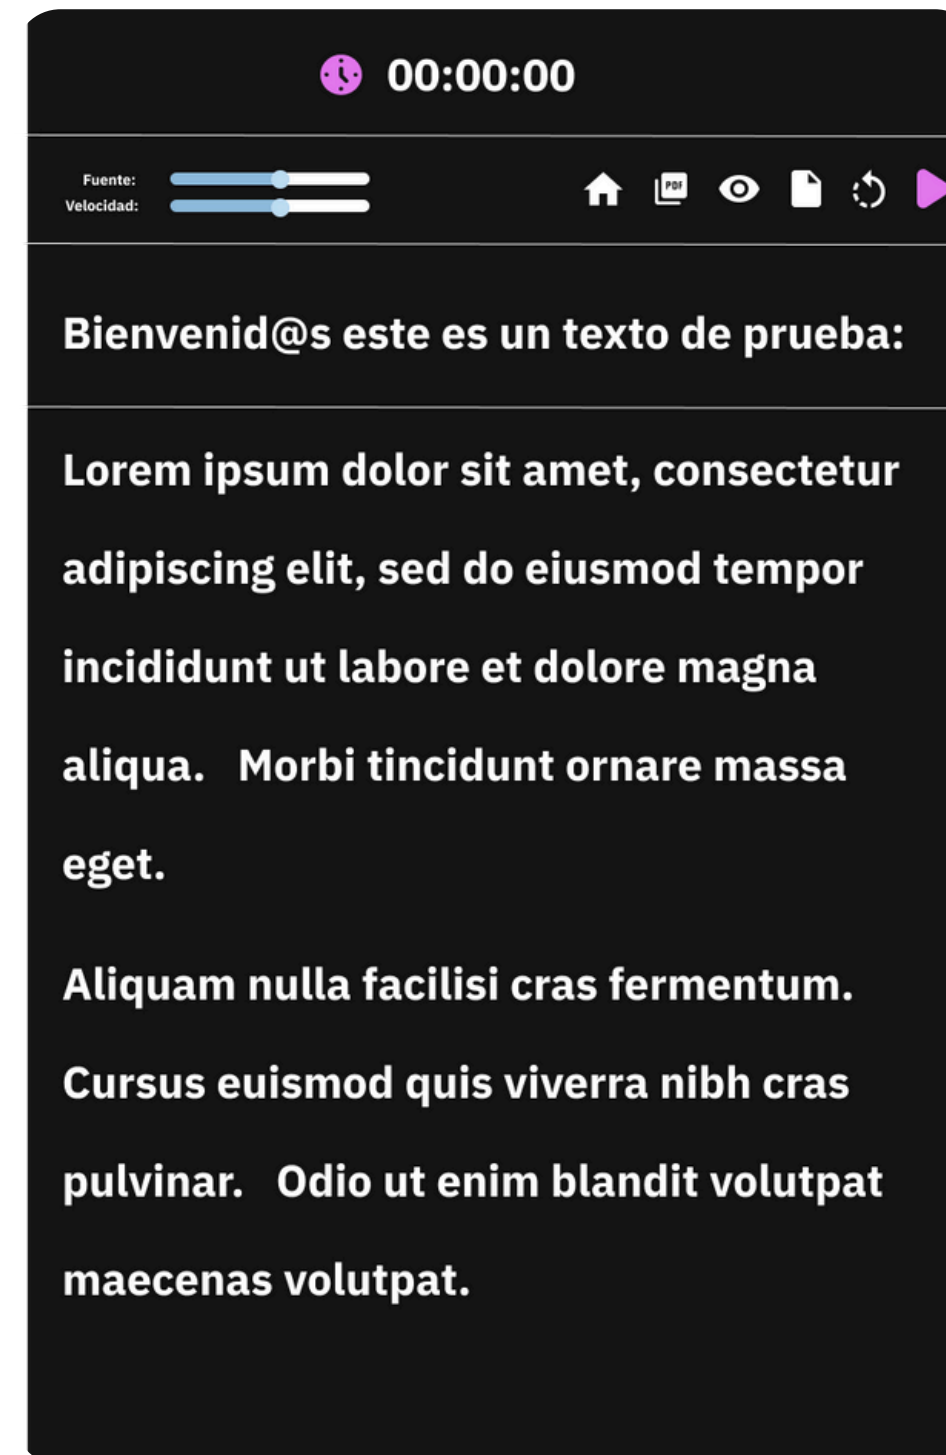 00:00:00
Fuente:
Velocidad:
PDF
Bienvenid@s este es un texto de prueba:
Lorem ipsum dolor sit amet, consectetur
adipiscing elit, sed do eiusmod tempor
incididunt ut labore et dolore magna
aliqua.   Morbi tincidunt ornare massa
eget.
Aliquam nulla facilisi cras fermentum.
Cursus euismod quis viverra nibh cras
pulvinar.   Odio ut enim blandit volutpat
maecenas volutpat.